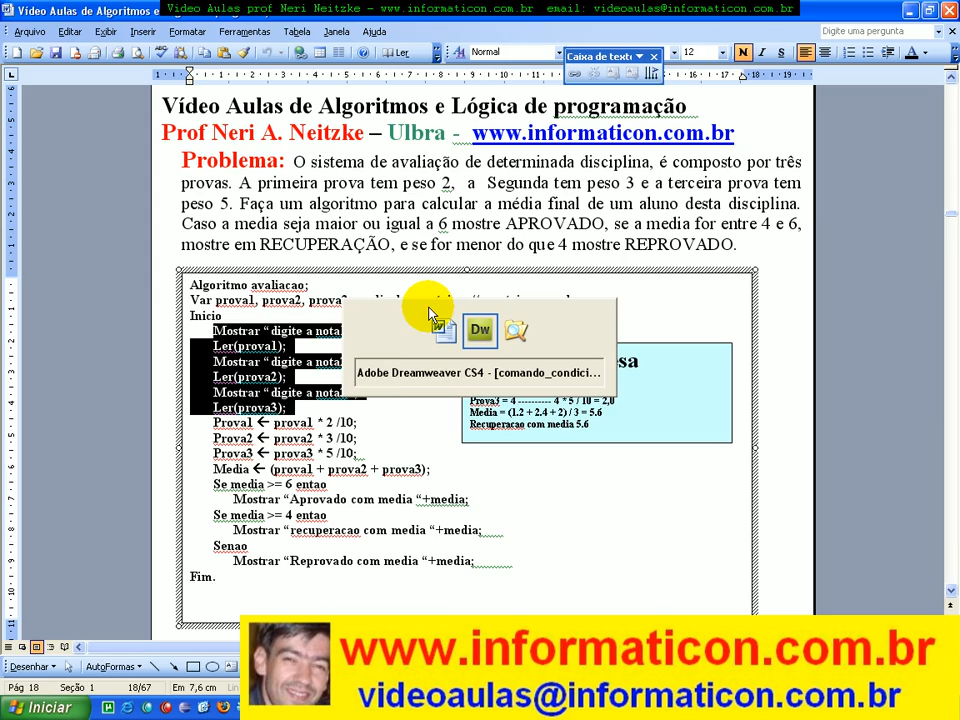 Vídeo Aulas de Algoritmos e
Video Aulas prof Neri Neitzke – www.informaticon.com.br email: videoaulas@informaticon.com.br
Arquivo Editar Exibir Inserir Formatar Ferramentas Tabela Janela Ajuda
Digite uma pergunta
Ler
Normal
Caixa de texto
12
N I S
Vídeo Aulas de Algoritmos e Lógica de programação
Prof Neri A. Neitzke – Ulbra - www.informaticon.com.br
Problema: O sistema de avaliação de determinada disciplina, é composto por três
provas. A primeira prova tem peso 2, a Segunda tem peso 3 e a terceira prova tem
peso 5. Faça um algoritmo para calcular a média final de um aluno desta disciplina.
Caso a media seja maior ou igual a 6 mostre APROVADO, se a media for entre 4 e 6,
mostre em RECUPERAÇÃO, e se for menor do que 4 mostre REPROVADO.
Algoritmo avaliacao;
Var prova1, prova2, prova
Inicio
Mostrar “ digite a nota
Ler(prova1);
Mostrar “ digite a nota
Ler(prova2);
Mostrar “ digite a nota
Ler(prova3);
Prova1 ← prova1 * 2 /10;
Prova2 ← prova2 * 3 /10;
Prova3 ← prova3 * 5 /10;
Media ← (prova1 + prova2 + prova3);
Se media >= 6 entao
Mostrar “Aprovado com media “+media;
Se media >= 4 entao
Mostrar “recuperacao com media “+media;
Senao
Mostrar “Reprovado com media “+media;
Fim.
Adobe Dreamweaver CS4 - [comando_condici...
Dw
sa
Prova3 = 4 ---------- 4 * 5 / 10 = 2,0
Media = (1.2 + 2.4 + 2) / 3 = 5.6
Recuperacao com media 5.6
Desenhar AutoFormas
Pág 18 Seção 1 18/67 Em 7,6 cm
Iniciar
www.informaticon.com.br
videoaulas@informaticon.com.br